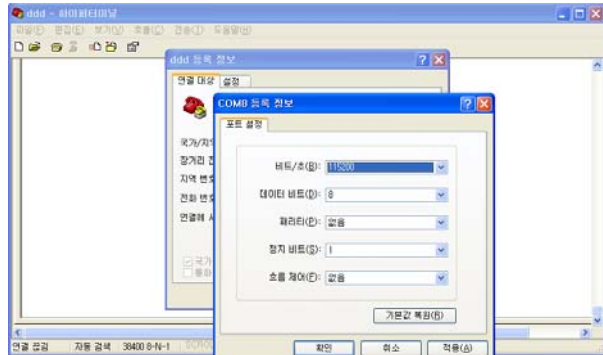 ddd - 하이퍼터미널
파일(F) 편집(E) 보기(V) 호출(C) 전송(T) 도움말(H)
ddd 등록 정보
연결 대상 설정
COM8 등록 정보
포트 설정
국가/지역
장거리
지역 번호
전화 번호
연결에
비트/초(B): 115200
데이터 비트(D): 8
패리티(P): 없음
정지 비트(S): 1
흐름 제어(F): 없음
기본값 복원(R)
확인 취소 적용(A)
연결 끊김 자동 검색 38400 8-N-1 SCROLL